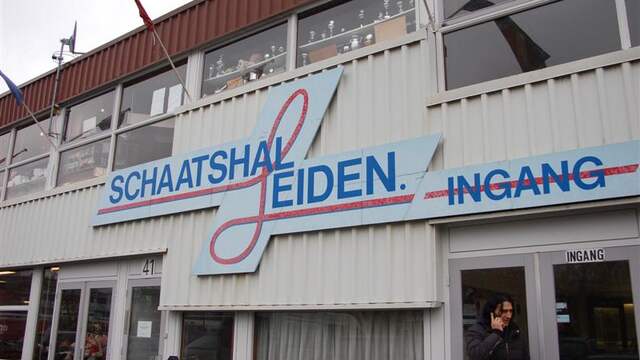 SCHAATSHAL
LEIDEN. INGANG
INGANG
41